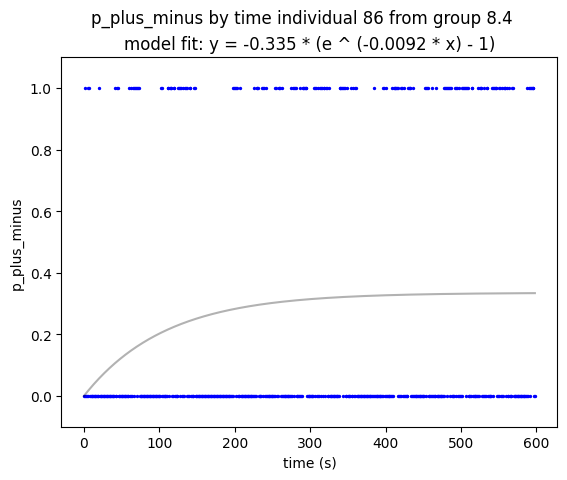 p_plus_minus by time individual 86 from group 8.4
model fit: y = -0.335 * (e ^ (-0.0092 * x) - 1)
1.0
0.8
0.6
0.4
0.2
0.0
p_plus_minus
0 100 200 300 400 500 600
time (s)